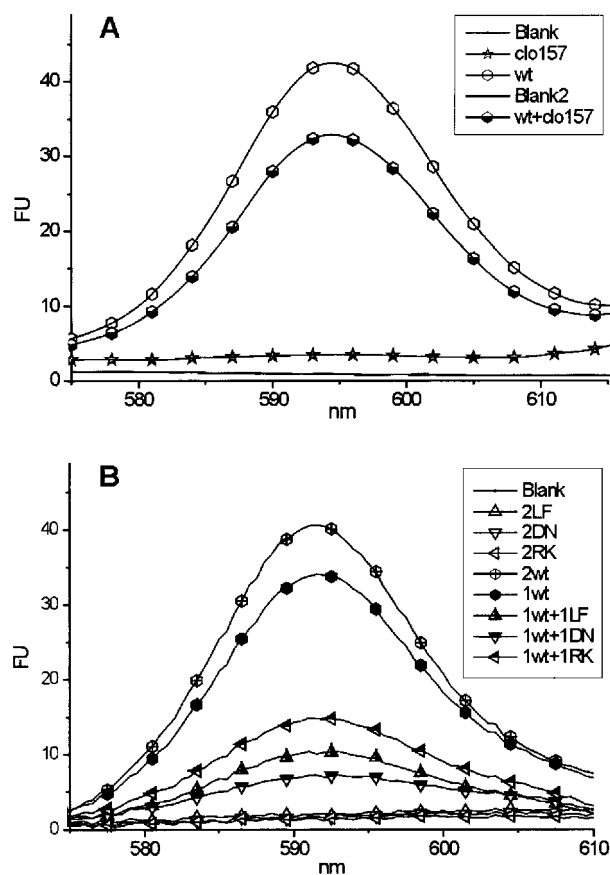 A
Blank
clo157
wt
Blank2
wt+clo157
FU
40
30
20
10
0
580
590
600
610
nm
B
Blank
2LF
2DN
2RK
2wt
1wt
1wt+1LF
1wt+1DN
1wt+1RK
FU
40
30
20
10
0
580
590
600
610
nm